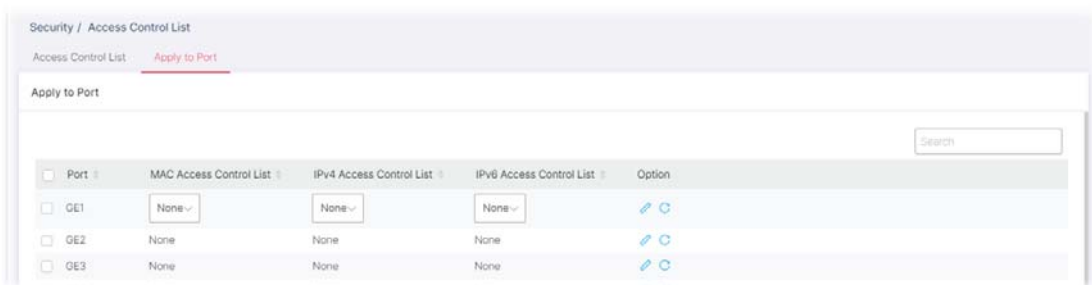 Security / Access Control List
Access Control List Apply to Port
Apply to Port
Search
Port MAC Access Control List IPv4 Access Control List IPv6 Access Control List Option
GE1 None None None
GE2 None None None
GE3 None None None